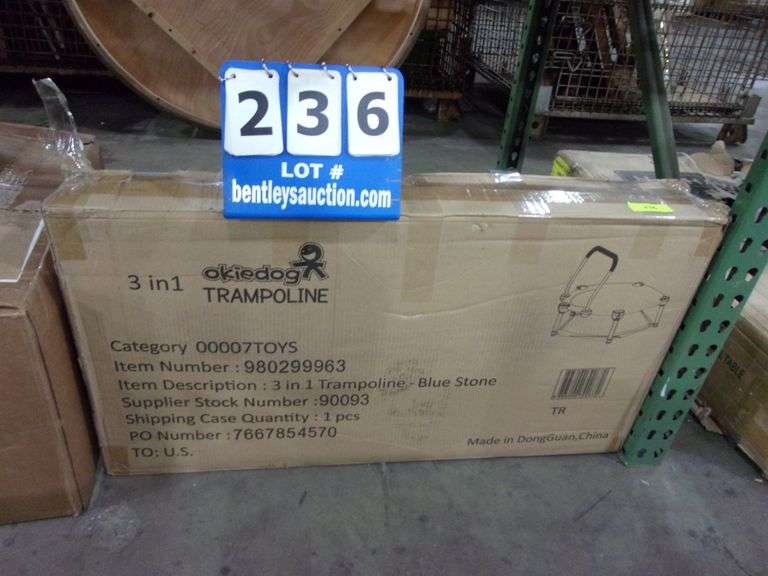 236
LOT #
bentleysauction.com
3 in1 okiedog
TRAMPOLINE
Category 00007TOYS
Item Number : 980299963
Item Description : 3 in 1 Trampoline - Blue Stone
Supplier Stock Number : 90093
Shipping Case Quantity : 1 pcs
PO Number : 7667854570
TO: U.S.
TR
Made in DongGuan,China